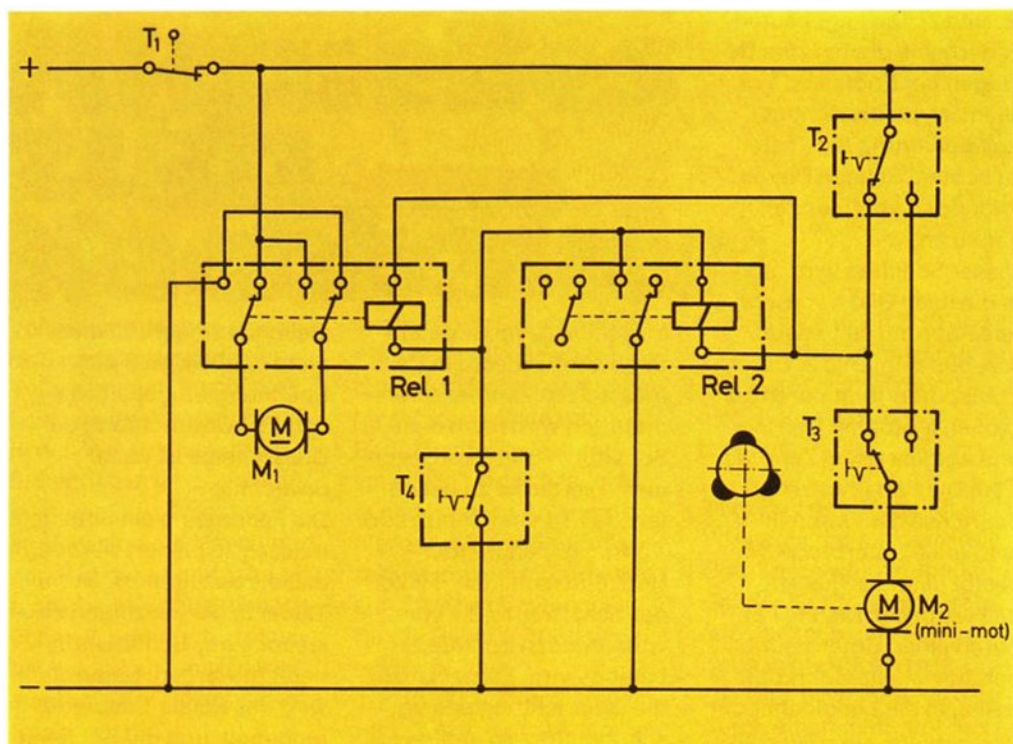 T1
+
T2
Rel. 1
Rel. 2
M
M1
T4
T3
M
M2
(mini-mot)
−